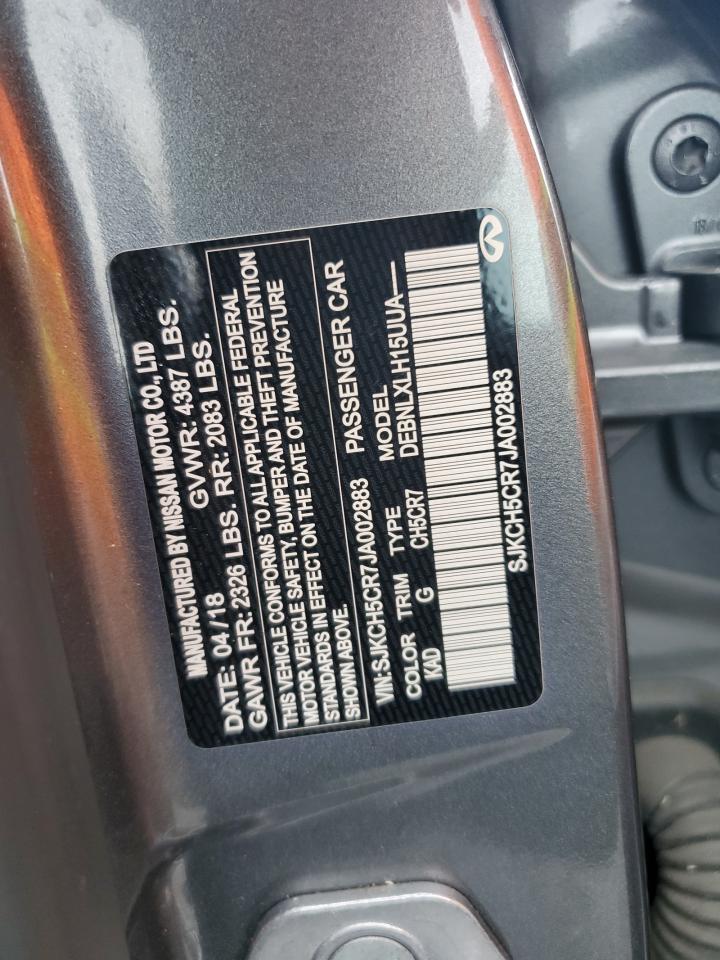 MANUFACTURED BY NISSAN MOTOR CO., LTD
DATE: 04/18 GVWR: 4387 LBS.
GAWR FR: 2326 LBS. RR: 2083 LBS.
THIS VEHICLE CONFORMS TO ALL APPLICABLE FEDERAL
MOTOR VEHICLE SAFETY, BUMPER AND THEFT PREVENTION
STANDARDS IN EFFECT ON THE DATE OF MANUFACTURE
SHOWN ABOVE.
VIN:SJKCH5CR7JA002883 PASSENGER CAR
COLOR TRIM TYPE MODEL
KAD G CH5CR7 DEBNLXLH15UUA—
SJKCH5CR7JA002883